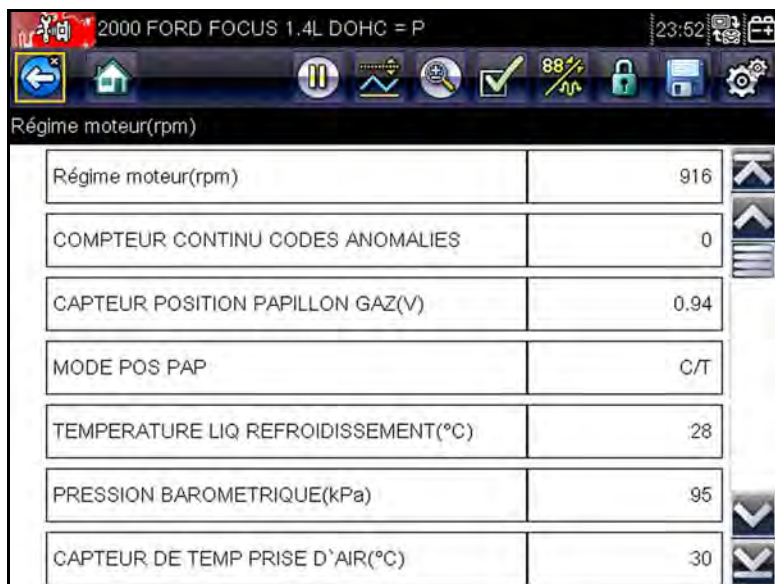 2000 FORD FOCUS 1.4L DOHC = P 23:52
Régime moteur(rpm)
Régime moteur(rpm) 916
COMPTEUR CONTINU CODES ANOMALIES 0
CAPTEUR POSITION PAPILLON GAZ(V) 0,94
MODE POS PAP C/T
TEMPERATURE LIQ REFROIDISSEMENT(°C) 28
PRESSION BAROMETRIQUE(kPa) 95
CAPTEUR DE TEMP PRISE D`AIR(°C) 30